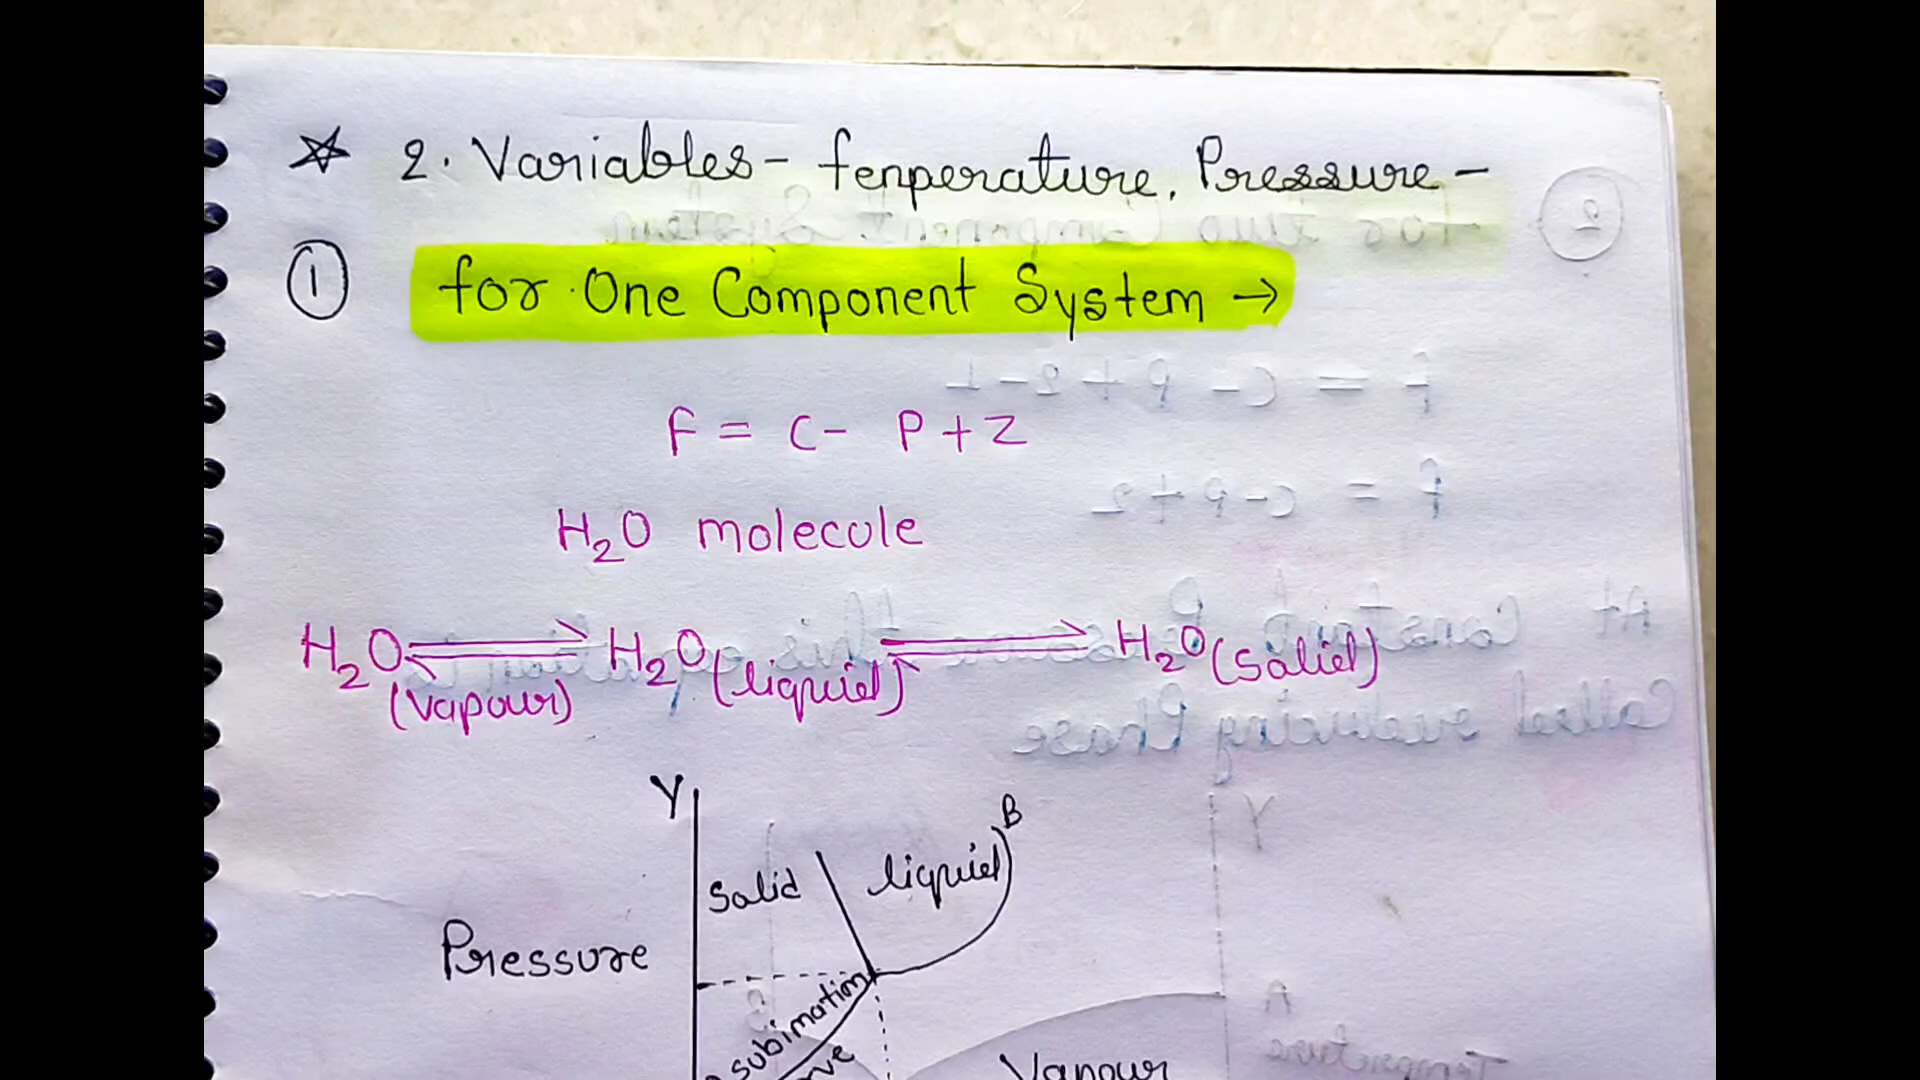 ☆ 2. Variables - fenperature, Pressure -
① for One Component System →
F = C - P + 2
H₂O molecule
H₂O (vapour) ⇌ H₂O (liquid) ⇌ H₂O (Solid)
Y
B
Solid
liquid
Pressure
subimation
Vapour